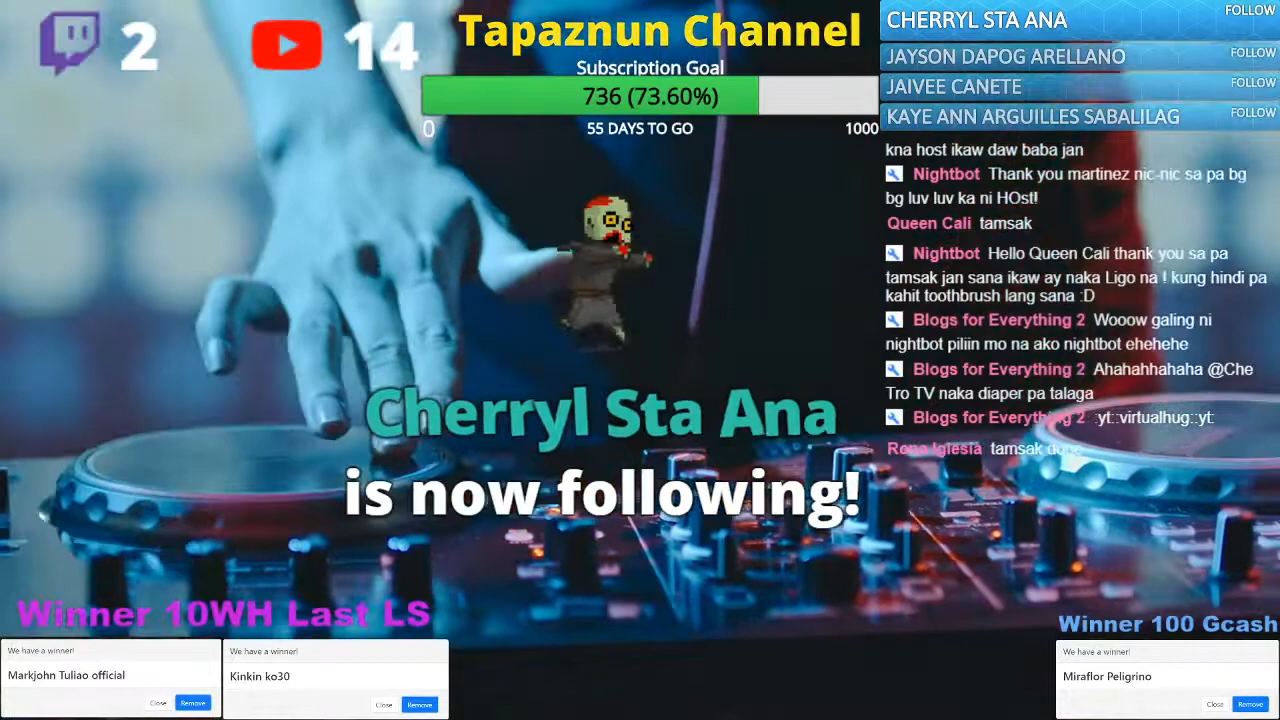 2
14
Tapaznun Channel
Subscription Goal
736 (73.60%)
0
55 DAYS TO GO
1000
CHERRYL STA ANA FOLLOW
JAYSON DAPOG ARELLANO FOLLOW
JAIVEE CANETE FOLLOW
KAYE ANN ARGUILLES SABALILAG FOLLOW
kna host ikaw daw baba jan
Nightbot Thank you martinez nic-nic sa pa bg
bg luv luv ka ni HOst!
Queen Cali tamsak
Nightbot Hello Queen Cali thank you sa pa
tamsak jan sana ikaw ay naka Ligo na ! kung hindi pa
kahit toothbrush lang sana :D
Blogs for Everything 2 Wooow galing ni
nightbot piliin mo na ako nightbot ehehehe
Blogs for Everything 2 Ahahahhahaha @Che
Tro TV naka diaper pa talaga
Blogs for Everything 2 :yt::virtualhug::yt:
Rona Iglesia tamsak done
Cherryl Sta Ana
is now following!
Winner 10WH Last LS
We have a winner!
Markjohn Tuliao official
Close Remove
We have a winner!
Kinkin ko30
Close Remove
Winner 100 Gcash
We have a winner!
Miraflor Peligrino
Close Remove